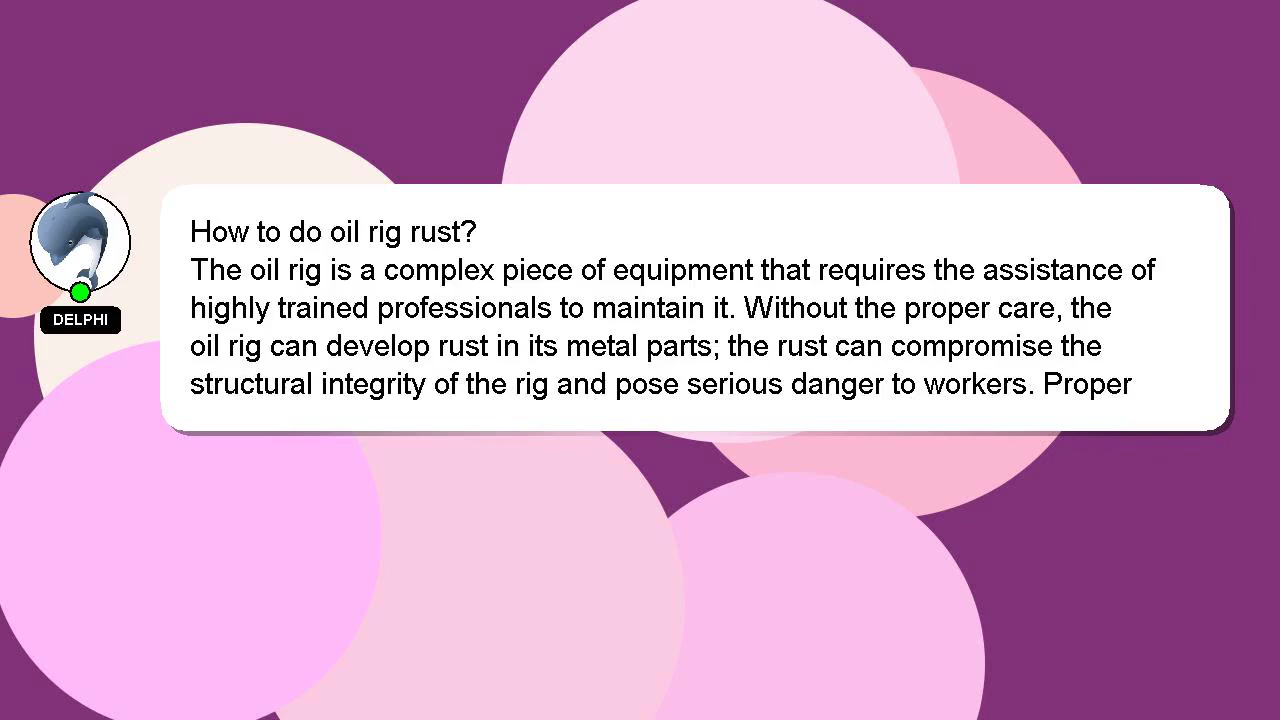 How to do oil rig rust?
The oil rig is a complex piece of equipment that requires the assistance of
highly trained professionals to maintain it. Without the proper care, the
oil rig can develop rust in its metal parts; the rust can compromise the
structural integrity of the rig and pose serious danger to workers. Proper
DELPHI